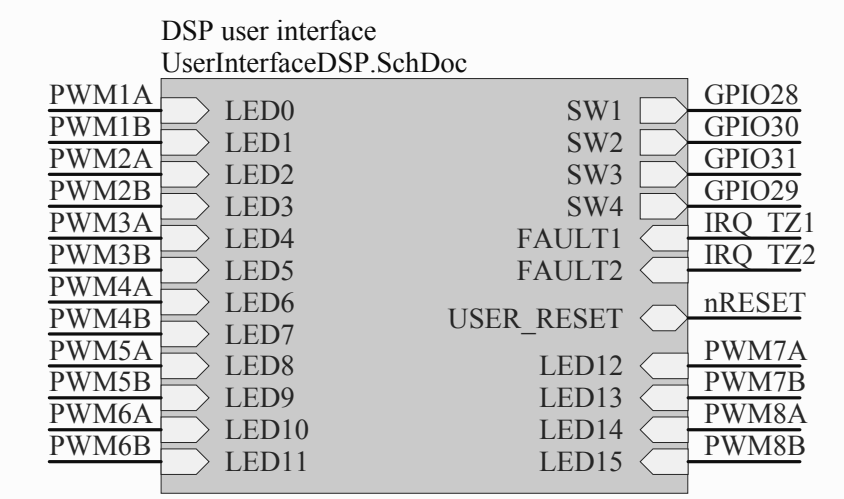 DSP user interface
UserInterfaceDSP.SchDoc
PWM1A LED0 SW1 GPIO28
PWM1B LED1 SW2 GPIO30
PWM2A LED2 SW3 GPIO31
PWM2B LED3 SW4 GPIO29
PWM3A LED4 FAULT1 IRQ_TZ1
PWM3B LED5 FAULT2 IRQ_TZ2
PWM4A LED6 USER_RESET nRESET
PWM4B LED7
PWM5A LED8 LED12 PWM7A
PWM5B LED9 LED13 PWM7B
PWM6A LED10 LED14 PWM8A
PWM6B LED11 LED15 PWM8B